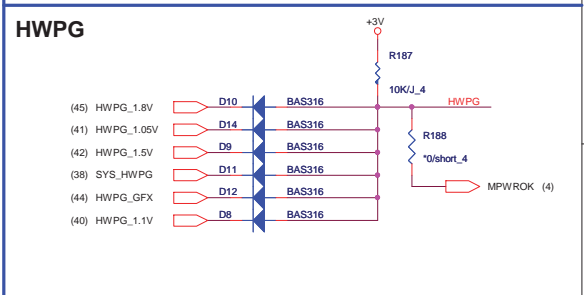 HWPG
+3V
R187
10K/J_4
(45) HWPG_1.8V D10 BAS316 HWPG
(41) HWPG_1.05V D14 BAS316
R188
(42) HWPG_1.5V D9 BAS316
*0/short_4
(38) SYS_HWPG D11 BAS316
(44) HWPG_GFX D12 BAS316 MPWROK (4)
(40) HWPG_1.1V D8 BAS316